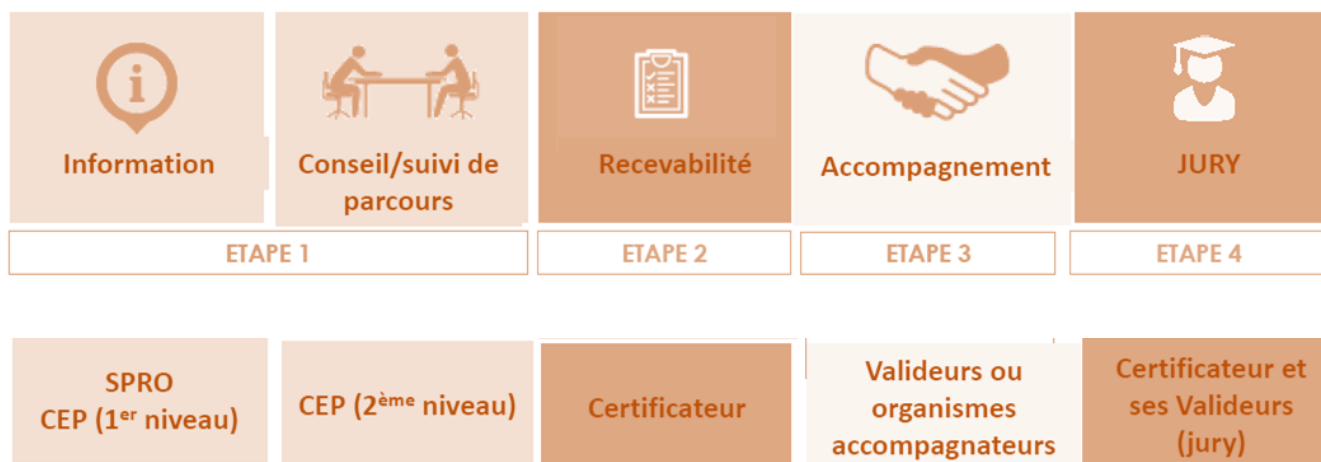 Information
Conseil/suivi de
parcours
Recevabilité
Accompagnement
JURY
ETAPE 1
ETAPE 2
ETAPE 3
ETAPE 4
SPRO
CEP (1er niveau)
CEP (2ème niveau)
Certificateur
Valideurs ou
organismes
accompagnateurs
Certificateur et
ses Valideurs
(jury)